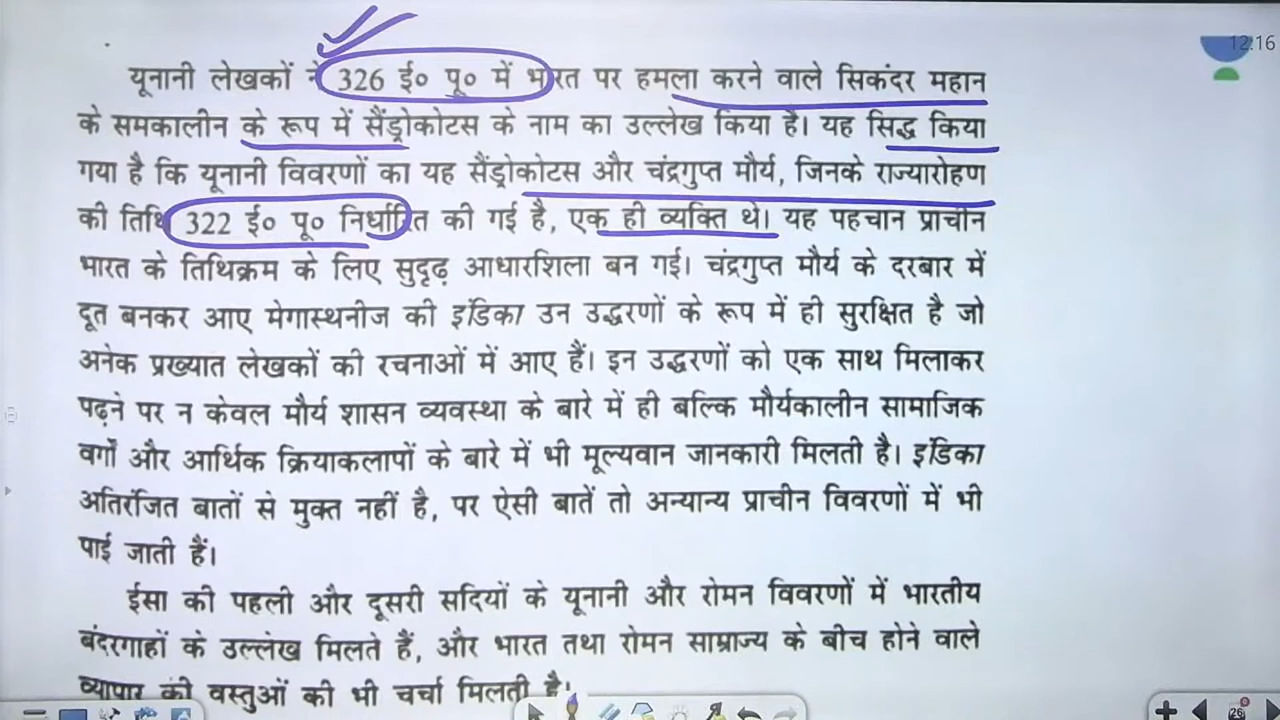 12:16
यूनानी लेखकों ने 326 ई० पू० में भारत पर हमला करने वाले सिकंदर महान
के समकालीन के रूप में सैंड्रोकोटस के नाम का उल्लेख किया है। यह सिद्ध किया
गया है कि यूनानी विवरणों का यह सैंड्रोकोटस और चंद्रगुप्त मौर्य, जिनके राज्यारोहण
की तिथि 322 ई० पू० निर्धारित की गई है, एक ही व्यक्ति थे। यह पहचान प्राचीन
भारत के तिथिक्रम के लिए सुदृढ़ आधारशिला बन गई। चंद्रगुप्त मौर्य के दरबार में
दूत बनकर आए मेगास्थनीज की इंडिका उन उद्धरणों के रूप में ही सुरक्षित है जो
अनेक प्रख्यात लेखकों की रचनाओं में आए हैं। इन उद्धरणों को एक साथ मिलाकर
पढ़ने पर न केवल मौर्य शासन व्यवस्था के बारे में ही बल्कि मौर्यकालीन सामाजिक
वर्गों और आर्थिक क्रियाकलापों के बारे में भी मूल्यवान जानकारी मिलती है। इंडिका
अतिरंजित बातों से मुक्त नहीं है, पर ऐसी बातें तो अन्यान्य प्राचीन विवरणों में भी
पाई जाती हैं।
ईसा की पहली और दूसरी सदियों के यूनानी और रोमन विवरणों में भारतीय
बंदरगाहों के उल्लेख मिलते हैं, और भारत तथा रोमन साम्राज्य के बीच होने वाले
व्यापार की वस्तुओं की भी चर्चा मिलती है।
26